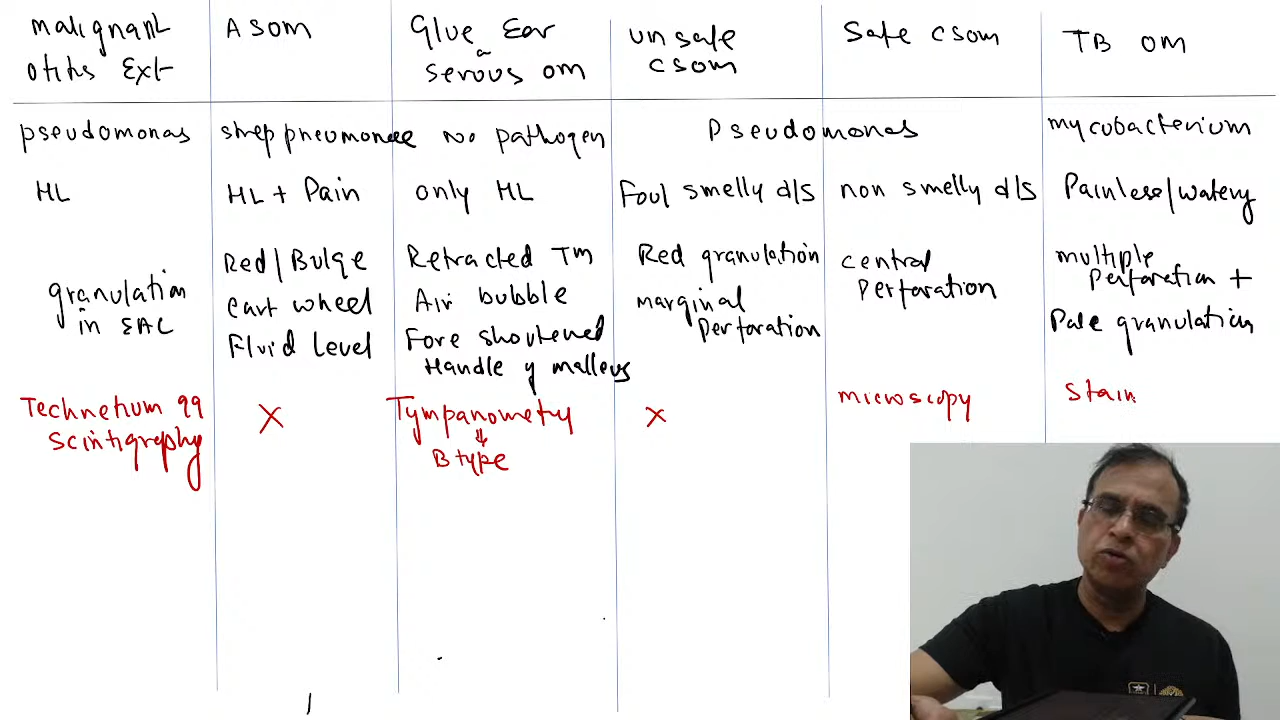 malignant
otitis Ext
ASOM
Glue Ear
serous om
unsafe
csom
Safe csom
TB om
pseudomonas
strep pneumonae
no pathogen
Pseudomonas
mycobacterium
HL
HL + Pain
only HL
Foul smelly d/s
non smelly d/s
Painless/watery
granulation
in EAC
Red/Bulge
cart wheel
Fluid Level
Retracted TM
Air bubble
Fore shortened
Handle y malleus
Red granulation
marginal
perforation
central
Perforation
multiple
Perforation +
Pale granulation
Technetium 99
scintigraphy
X
Tympanometry
B type
X
microscopy
Stain